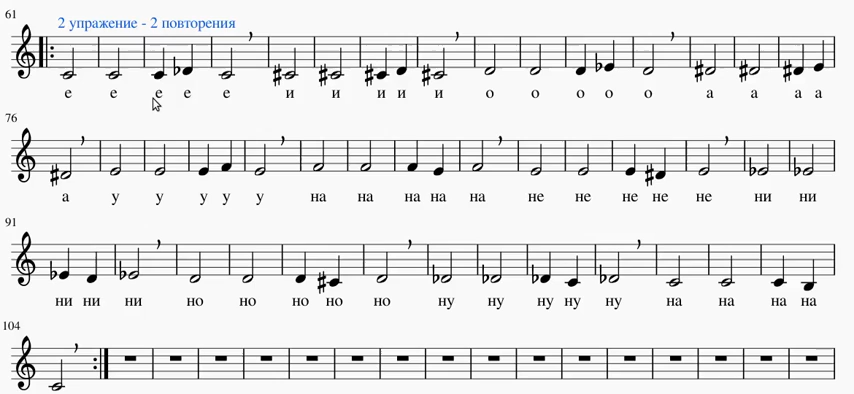 61
2 упражение - 2 повторения
е е е е е и и и и и о о о о о а а а а
76
а у у у у у на на на на на не не не не не ни ни
91
ни ни ни но но но но но ну ну ну ну ну на на на на
104